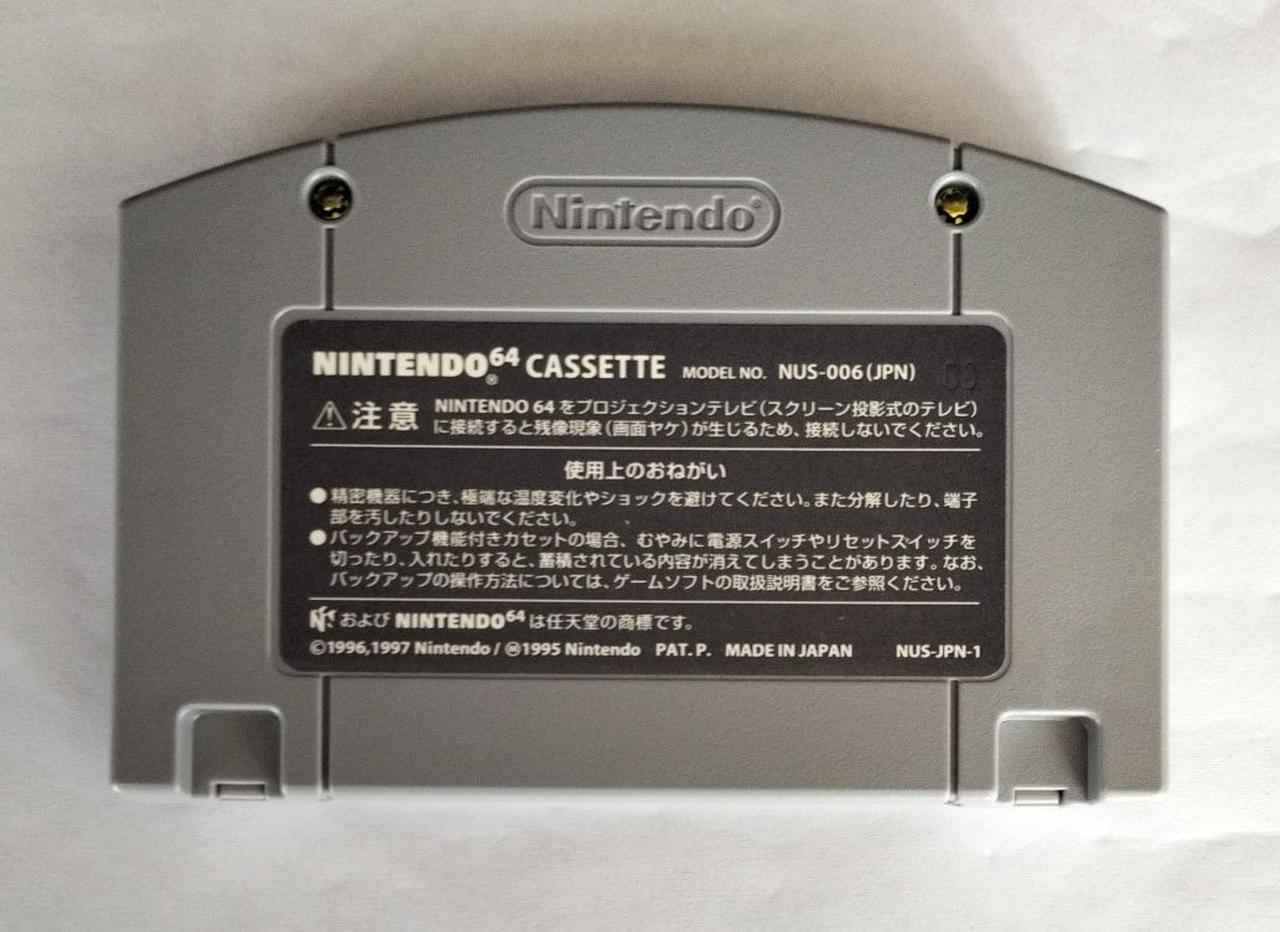 Nintendo®
NINTENDO64® CASSETTE MODEL NO. NUS-006(JPN)
⚠注意 NINTENDO 64 をプロジェクションテレビ(スクリーン投影式のテレビ)
に接続すると残像現象(画面ヤケ)が生じるため、接続しないでください。
使用上のおねがい
●精密機器につき、極端な温度変化やショックを避けてください。また分解したり、端子
部を汚したりしないでください。
●バックアップ機能付きカセットの場合、むやみに電源スイッチやリセットスイッチを
切ったり、入れたりすると、蓄積されている内容が消えてしまうことがあります。なお、
バックアップの操作方法については、ゲームソフトの取扱説明書をご参照ください。
および NINTENDO64 は任天堂の商標です。
©1996,1997 Nintendo / Ⓜ1995 Nintendo PAT. P. MADE IN JAPAN NUS-JPN-1